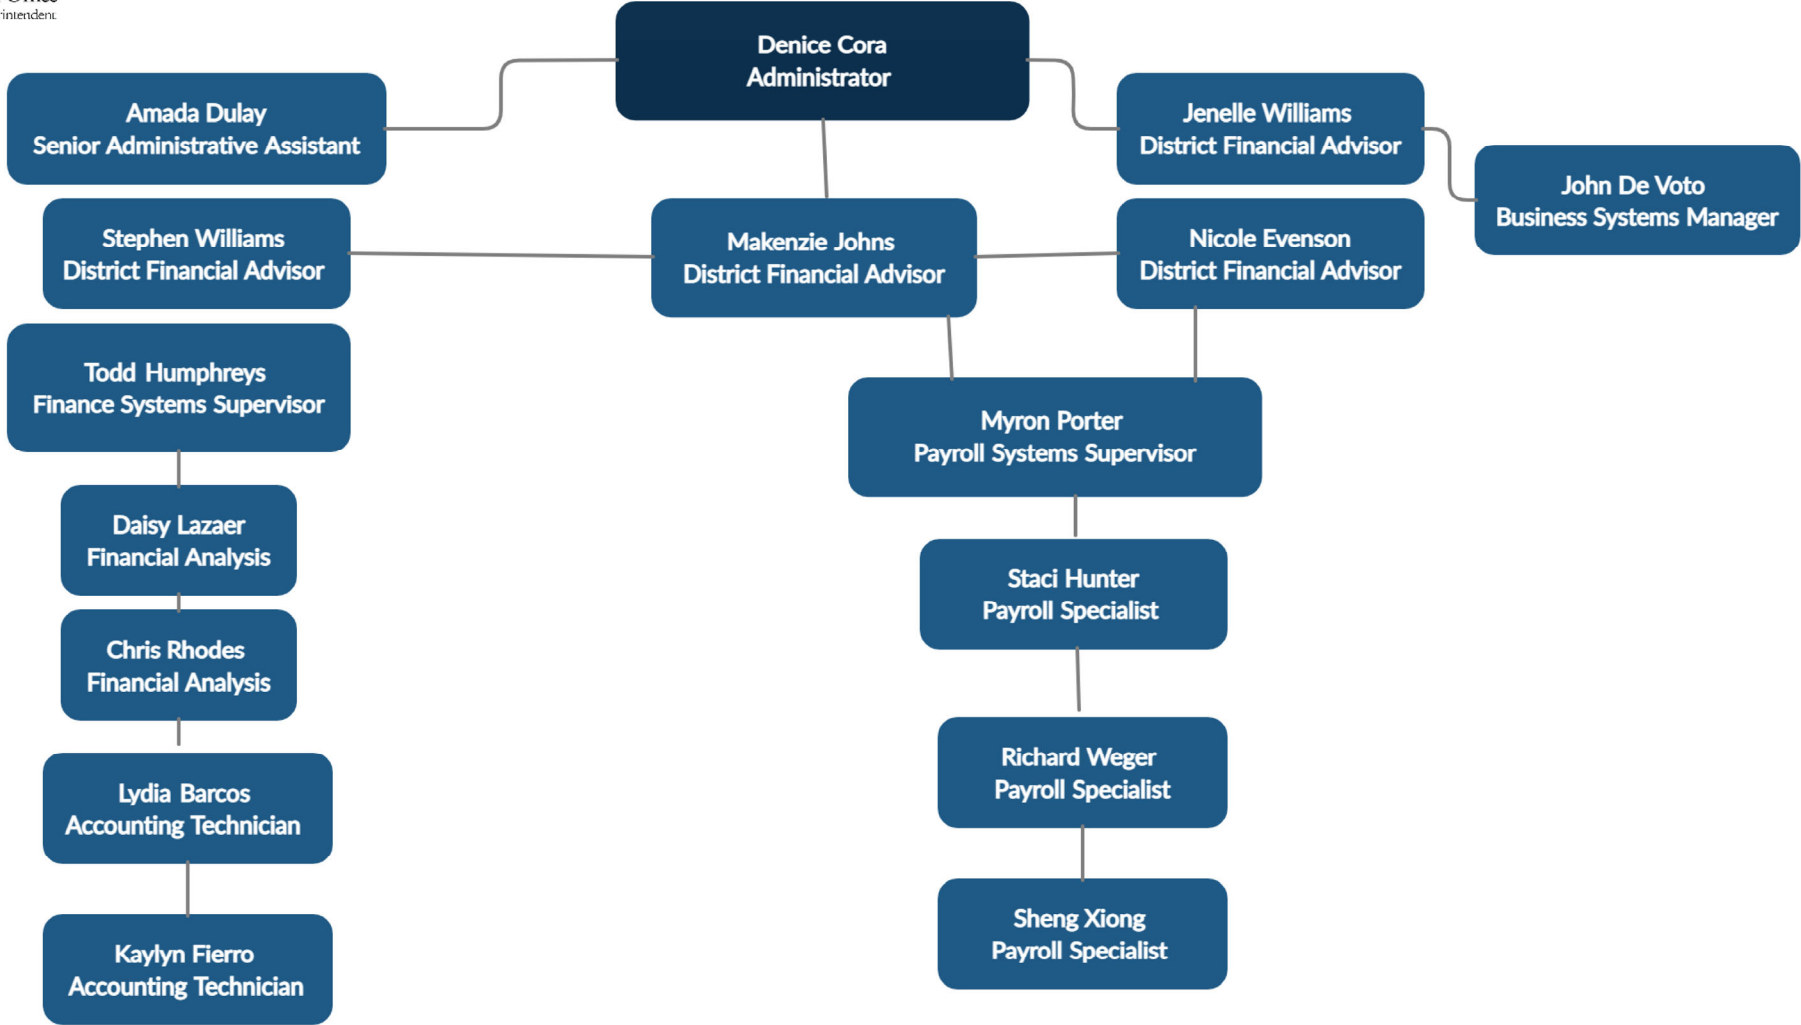 Denice Cora
Administrator
Amada Dulay
Senior Administrative Assistant
Jenelle Williams
District Financial Advisor
John De Voto
Business Systems Manager
Stephen Williams
District Financial Advisor
Makenzie Johns
District Financial Advisor
Nicole Evenson
District Financial Advisor
Todd Humphreys
Finance Systems Supervisor
Myron Porter
Payroll Systems Supervisor
Daisy Lazaer
Financial Analysis
Staci Hunter
Payroll Specialist
Chris Rhodes
Financial Analysis
Richard Weger
Payroll Specialist
Lydia Barcos
Accounting Technician
Sheng Xiong
Payroll Specialist
Kaylyn Fierro
Accounting Technician